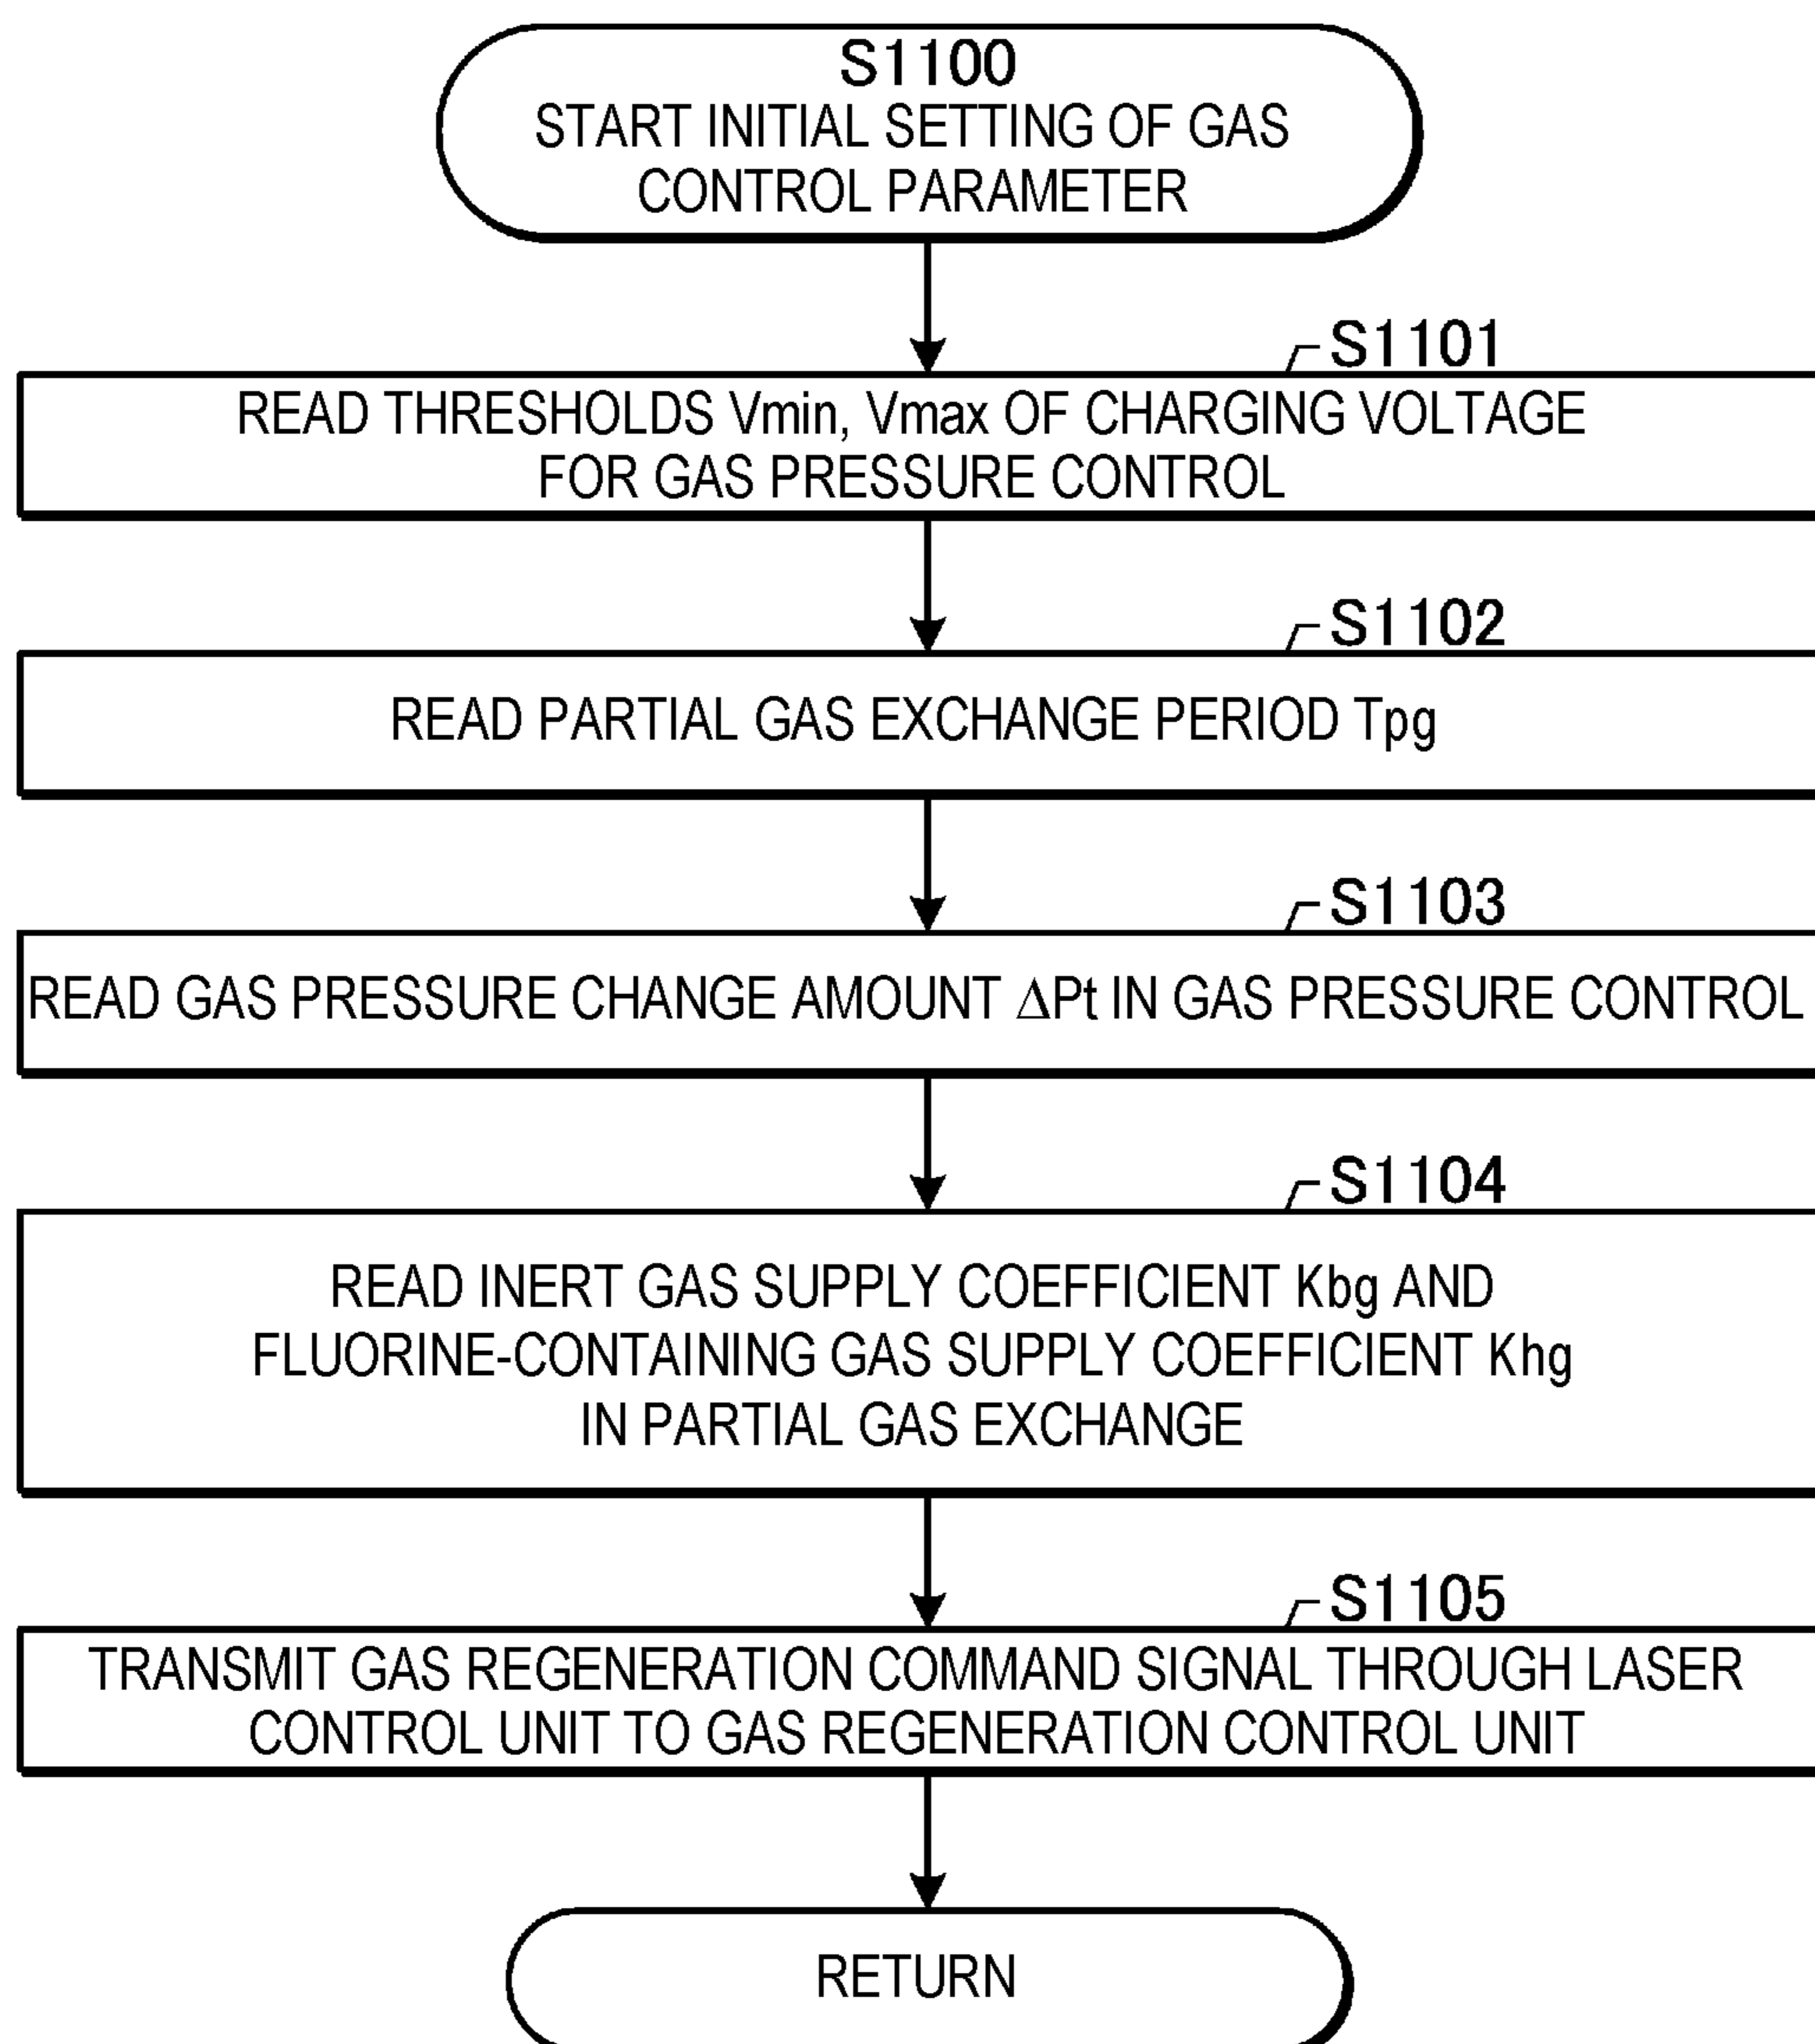 S1100
START INITIAL SETTING OF GAS
CONTROL PARAMETER
S1101
READ THRESHOLDS Vmin, Vmax OF CHARGING VOLTAGE
FOR GAS PRESSURE CONTROL
S1102
READ PARTIAL GAS EXCHANGE PERIOD Tpg
S1103
READ GAS PRESSURE CHANGE AMOUNT ΔPt IN GAS PRESSURE CONTROL
S1104
READ INERT GAS SUPPLY COEFFICIENT Kbg AND
FLUORINE-CONTAINING GAS SUPPLY COEFFICIENT Khg
IN PARTIAL GAS EXCHANGE
S1105
TRANSMIT GAS REGENERATION COMMAND SIGNAL THROUGH LASER
CONTROL UNIT TO GAS REGENERATION CONTROL UNIT
RETURN